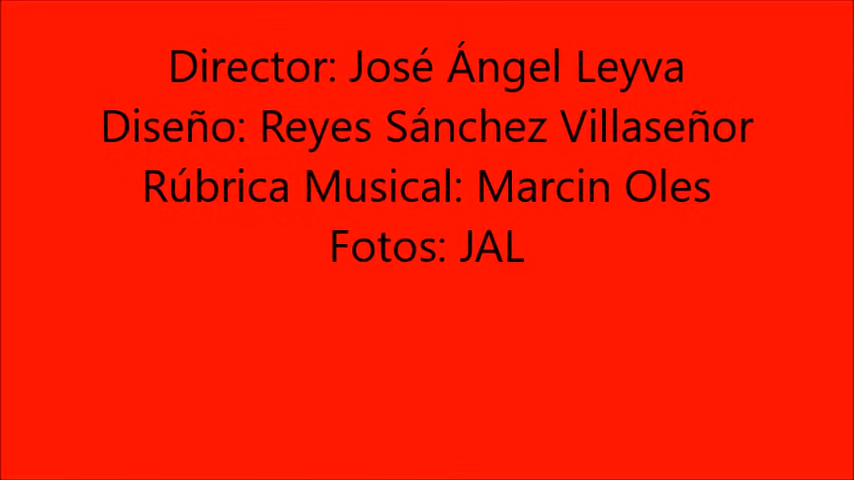 Director: José Ángel Leyva
Diseño: Reyes Sánchez Villaseñor
Rúbrica Musical: Marcin Oles
Fotos: JAL